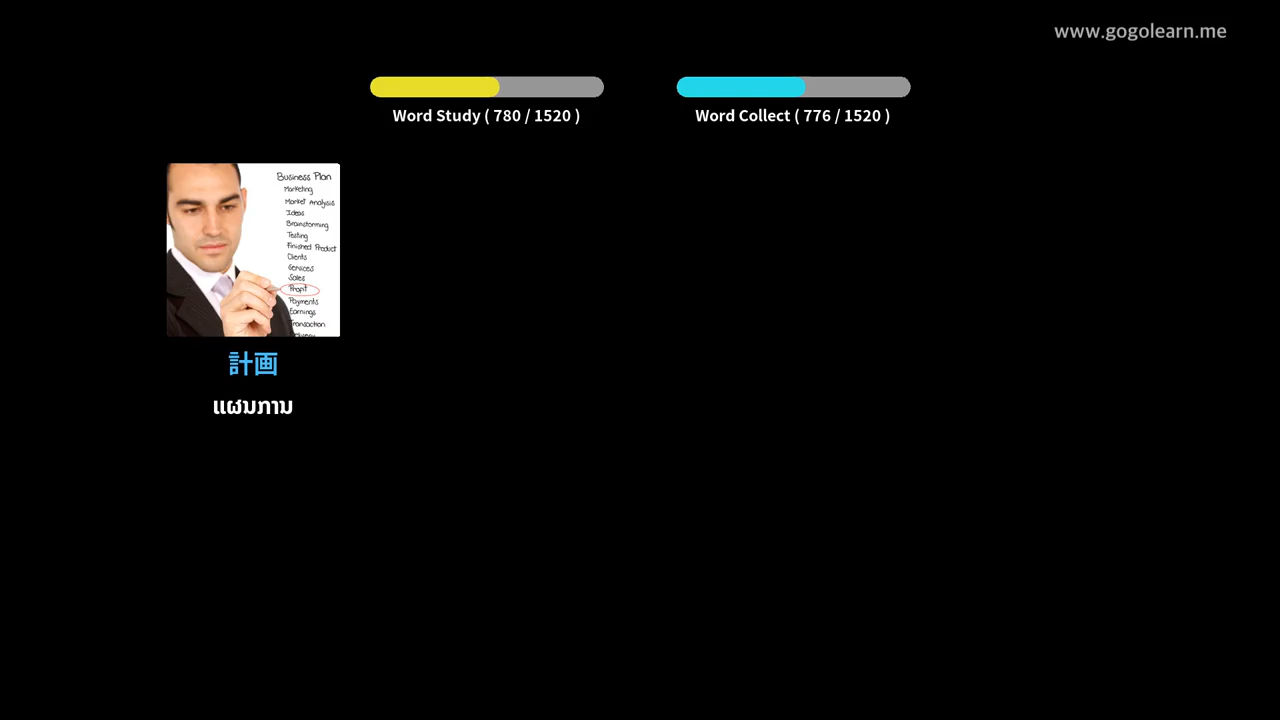 www.gogolearn.me
Word Study ( 780 / 1520 )
Word Collect ( 776 / 1520 )
Business Plan
Marketing
Market Analysis
Ideas
Brainstorming
Testing
Finished Product
Clients
Services
Sales
Profit
Payments
Earnings
Transaction
計画
ແຜນການ